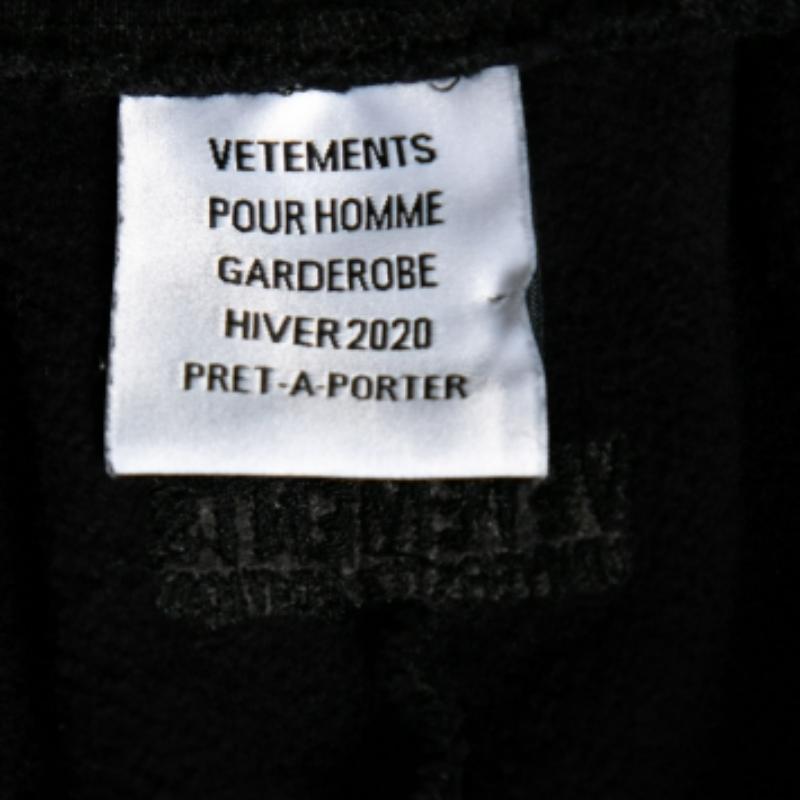 VETEMENTS
POUR HOMME
GARDEROBE
HIVER 2020
PRET-A-PORTER